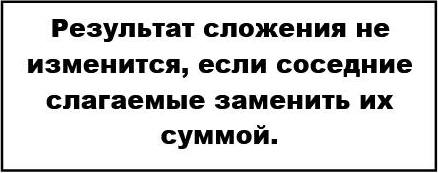 Результат сложения не
изменится, если соседние
слагаемые заменить их
суммой.